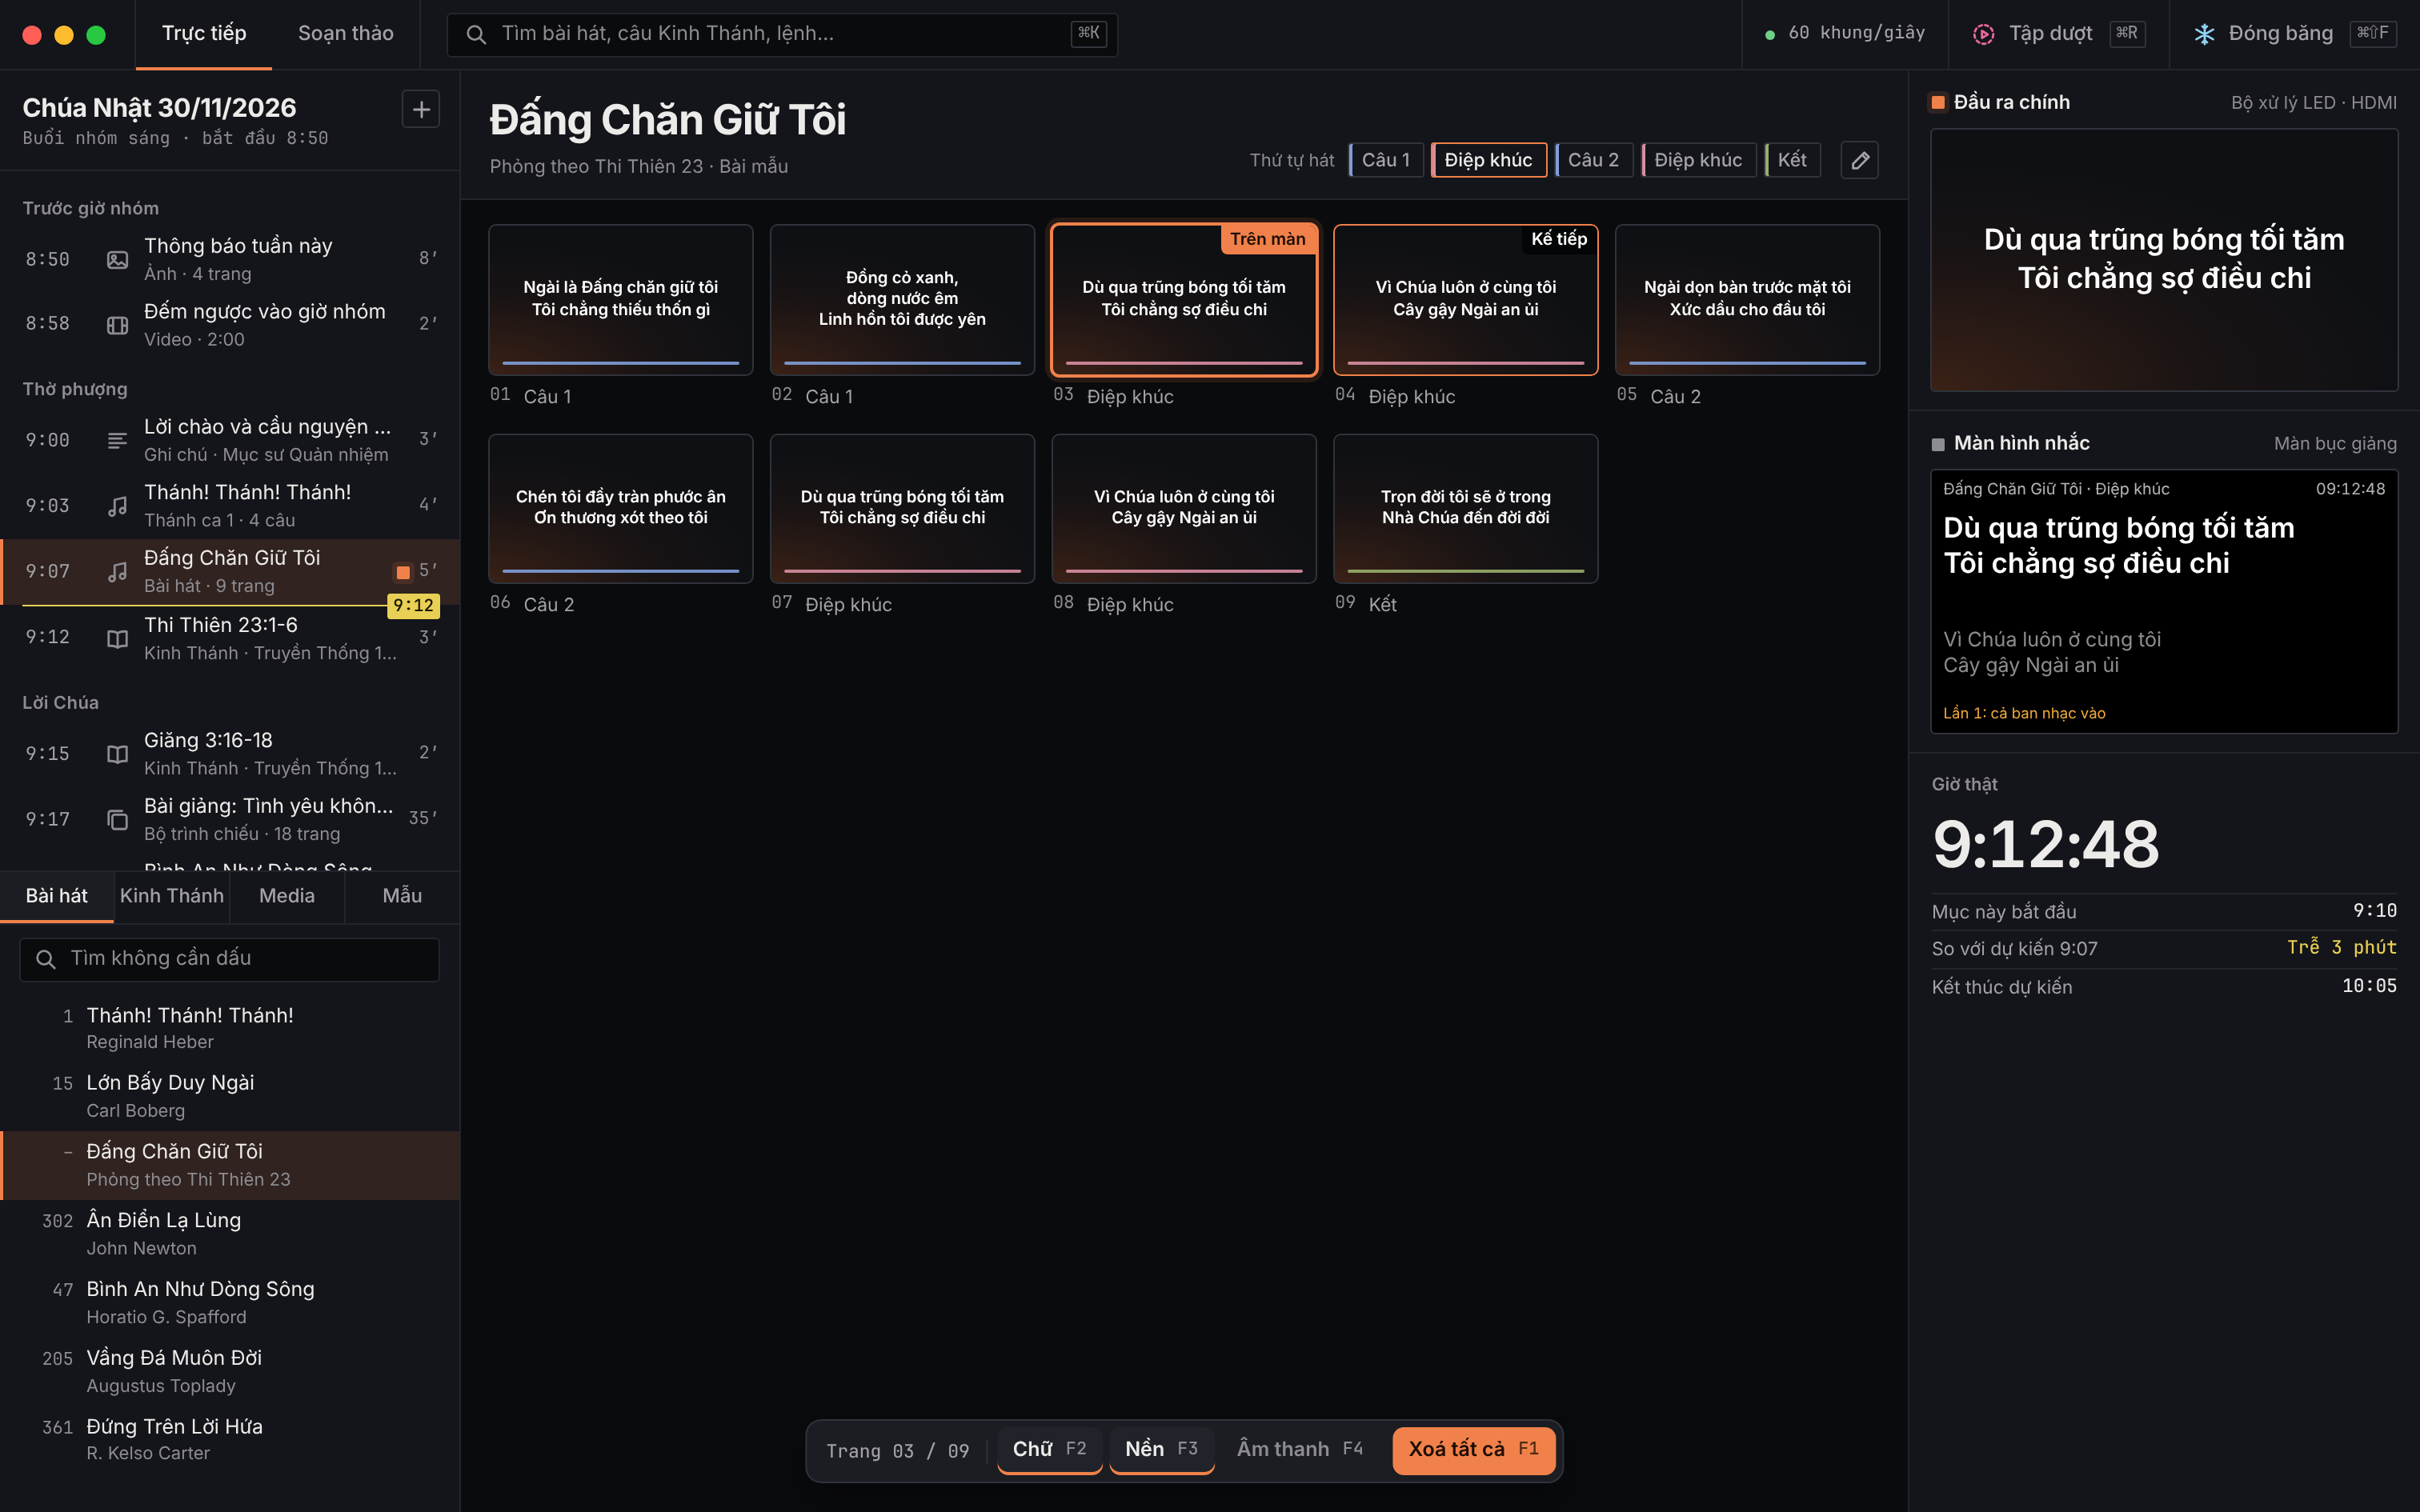 Trực tiếp
Soạn thảo
Tìm bài hát, câu Kinh Thánh, lệnh... ⌘K
60 khung/giây
Tập dượt ⌘R
Đóng băng ⌘⇧F
Chúa Nhật 30/11/2026
Buổi nhóm sáng · bắt đầu 8:50
Trước giờ nhóm
8:50 Thông báo tuần này 8′
Ảnh · 4 trang
8:58 Đếm ngược vào giờ nhóm 2′
Video · 2:00
Thờ phượng
9:00 Lời chào và cầu nguyện ... 3′
Ghi chú · Mục sư Quản nhiệm
9:03 Thánh! Thánh! Thánh! 4′
Thánh ca 1 · 4 câu
9:07 Đấng Chăn Giữ Tôi 5′
Bài hát · 9 trang
9:12
9:12 Thi Thiên 23:1-6 3′
Kinh Thánh · Truyền Thống 1...
Lời Chúa
9:15 Giăng 3:16-18 2′
Kinh Thánh · Truyền Thống 1...
9:17 Bài giảng: Tình yêu khôn... 35′
Bộ trình chiếu · 18 trang
Bình An Như Dòng Sông
Bài hát
Kinh Thánh
Media
Mẫu
Tìm không cần dấu
1 Thánh! Thánh! Thánh!
Reginald Heber
15 Lớn Bấy Duy Ngài
Carl Boberg
– Đấng Chăn Giữ Tôi
Phỏng theo Thi Thiên 23
302 Ân Điển Lạ Lùng
John Newton
47 Bình An Như Dòng Sông
Horatio G. Spafford
205 Vầng Đá Muôn Đời
Augustus Toplady
361 Đứng Trên Lời Hứa
R. Kelso Carter
Đấng Chăn Giữ Tôi
Phỏng theo Thi Thiên 23 · Bài mẫu
Thứ tự hát Câu 1 Điệp khúc Câu 2 Điệp khúc Kết
Ngài là Đấng chăn giữ tôi
Tôi chẳng thiếu thốn gì
01 Câu 1
Đồng cỏ xanh,
dòng nước êm
Linh hồn tôi được yên
02 Câu 1
Trên màn
Dù qua trũng bóng tối tăm
Tôi chẳng sợ điều chi
03 Điệp khúc
Kế tiếp
Vì Chúa luôn ở cùng tôi
Cây gậy Ngài an ủi
04 Điệp khúc
Ngài dọn bàn trước mặt tôi
Xức dầu cho đầu tôi
05 Câu 2
Chén tôi đầy tràn phước ân
Ơn thương xót theo tôi
06 Câu 2
Dù qua trũng bóng tối tăm
Tôi chẳng sợ điều chi
07 Điệp khúc
Vì Chúa luôn ở cùng tôi
Cây gậy Ngài an ủi
08 Điệp khúc
Trọn đời tôi sẽ ở trong
Nhà Chúa đến đời đời
09 Kết
Trang 03 / 09
Chữ F2
Nền F3
Âm thanh F4
Xoá tất cả F1
Đầu ra chính
Bộ xử lý LED · HDMI
Dù qua trũng bóng tối tăm
Tôi chẳng sợ điều chi
Màn hình nhắc
Màn bục giảng
Đấng Chăn Giữ Tôi · Điệp khúc 09:12:48
Dù qua trũng bóng tối tăm
Tôi chẳng sợ điều chi
Vì Chúa luôn ở cùng tôi
Cây gậy Ngài an ủi
Lần 1: cả ban nhạc vào
Giờ thật
9:12:48
Mục này bắt đầu 9:10
So với dự kiến 9:07 Trễ 3 phút
Kết thúc dự kiến 10:05